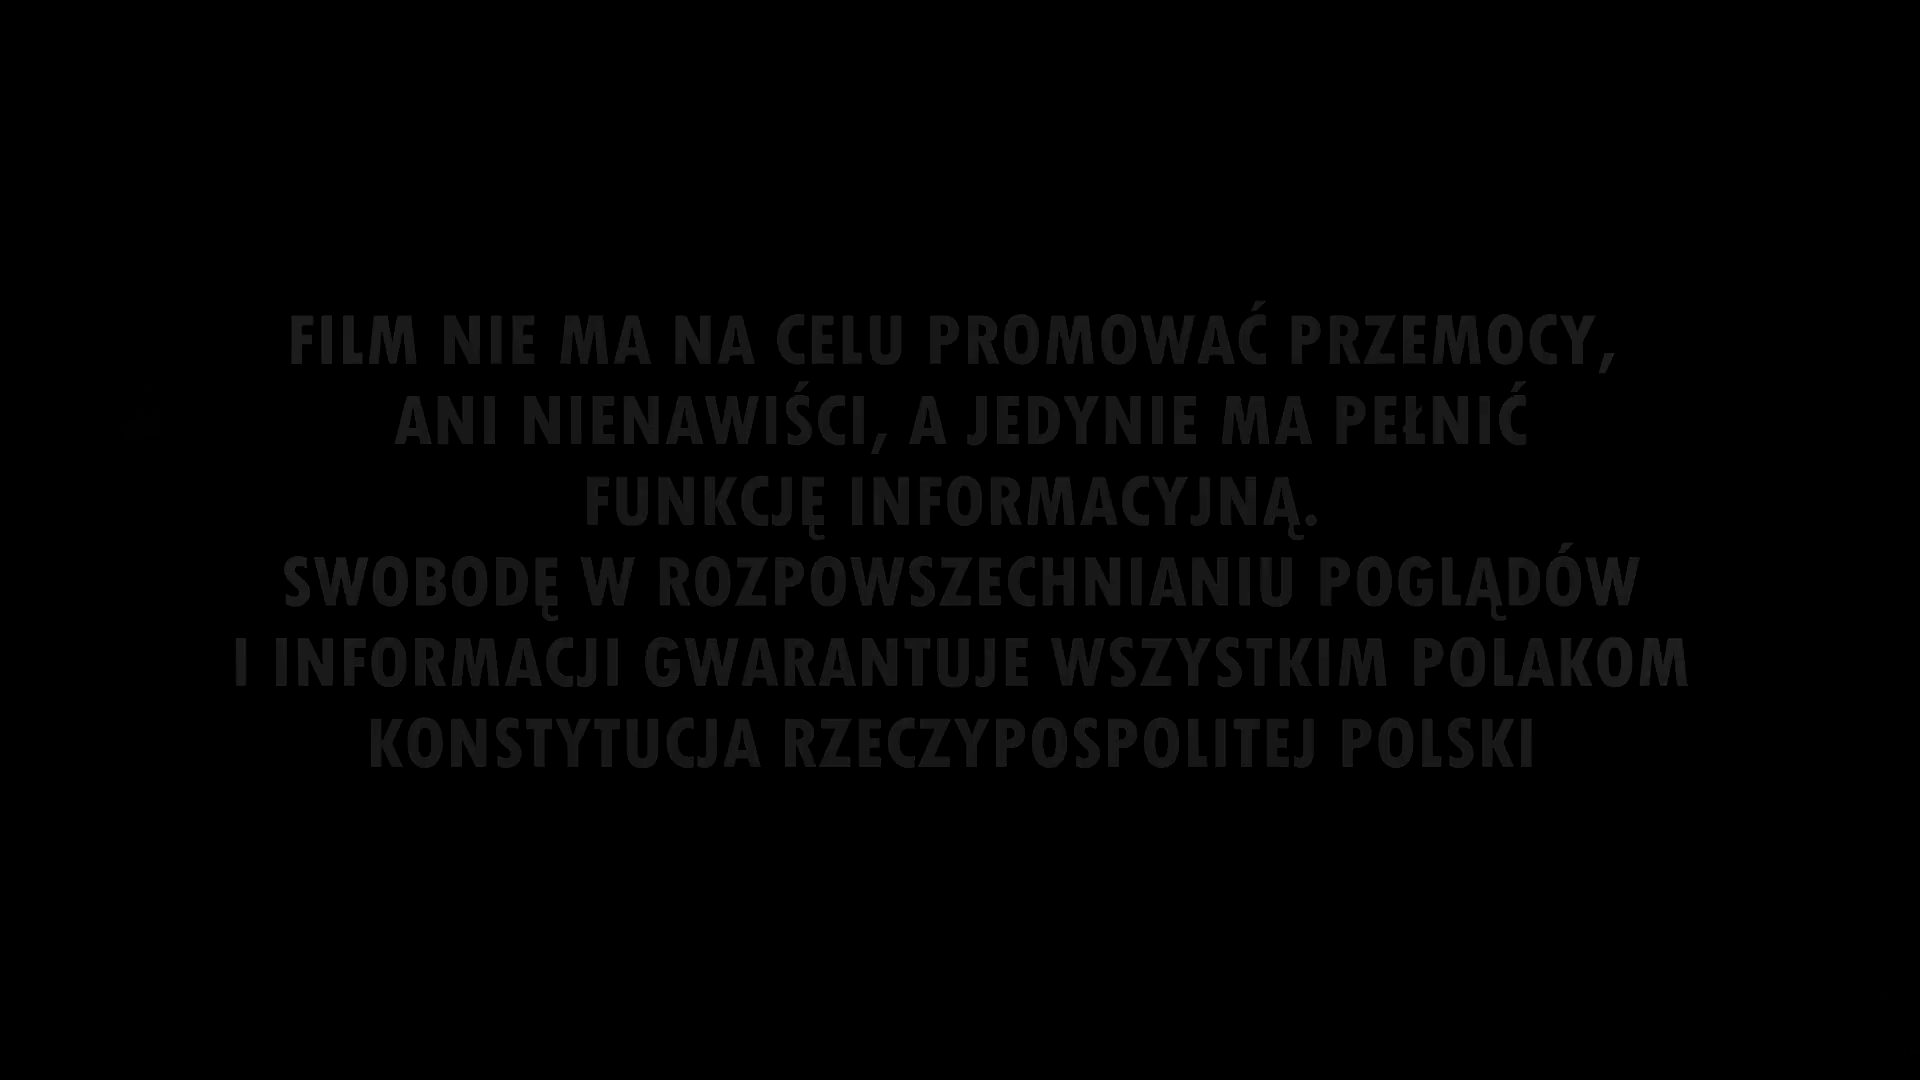 FILM NIE MA NA CELU PROMOWAĆ PRZEMOCY,
ANI NIENAWIŚCI, A JEDYNIE MA PEŁNIĆ
FUNKCJĘ INFORMACYJNĄ.
SWOBODĘ W ROZPOWSZECHNIANIU POGLĄDÓW
I INFORMACJI GWARANTUJE WSZYSTKIM POLAKOM
KONSTYTUCJA RZECZYPOSPOLITEJ POLSKI